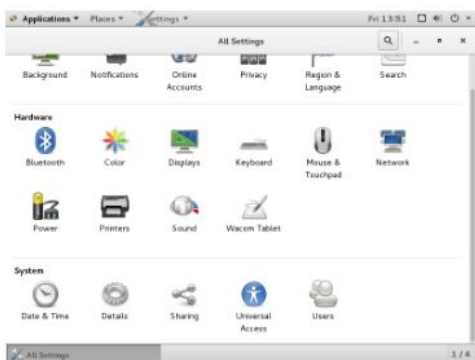 Applications Places Settings Fri 13:51
All Settings
Background Notifications Online Accounts Privacy Region & Language Search
Hardware
Bluetooth Color Displays Keyboard Mouse & Touchpad Network
Power Printers Sound Wacom Tablet
System
Date & Time Details Sharing Universal Access Users
All Settings 1 / 4